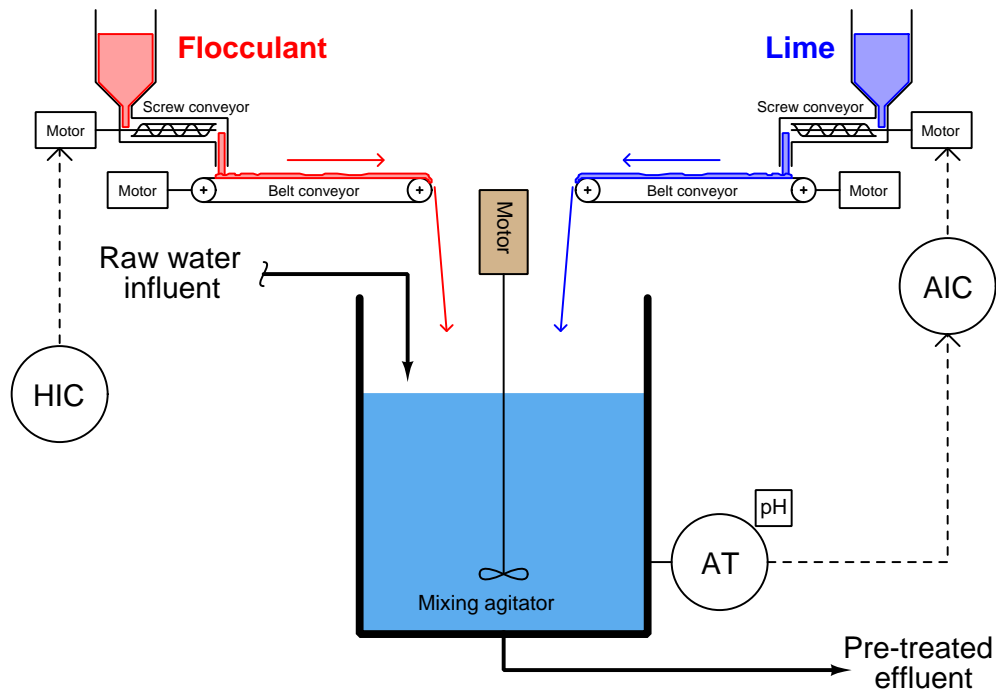 Flocculant
Lime
Screw conveyor
Screw conveyor
Motor
Motor
Motor
+
Belt conveyor
+
+
Belt conveyor
+
Motor
Motor
Raw water
influent
AIC
HIC
pH
AT
Mixing agitator
Pre-treated
effluent